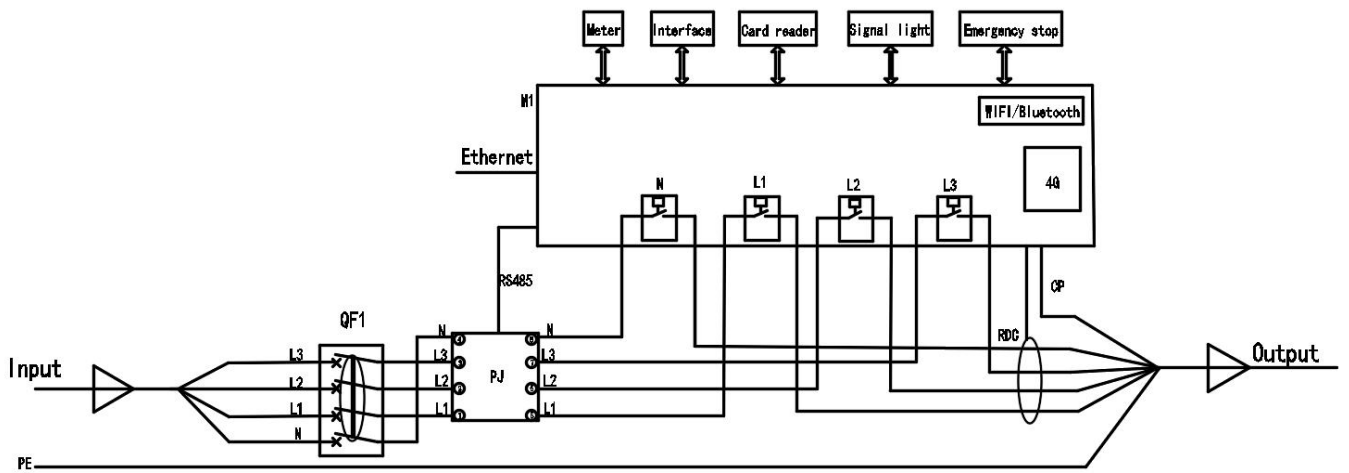 Meter
Interface
Card reader
Signal light
Emergency stop
M1
WIFI/Bluetooth
Ethernet
4G
N
L1
L2
L3
RS485
CP
QF1
RDC
N
N
L3
L3
L3
Input
PJ
Output
L2
L2
L2
L1
L1
L1
N
PE